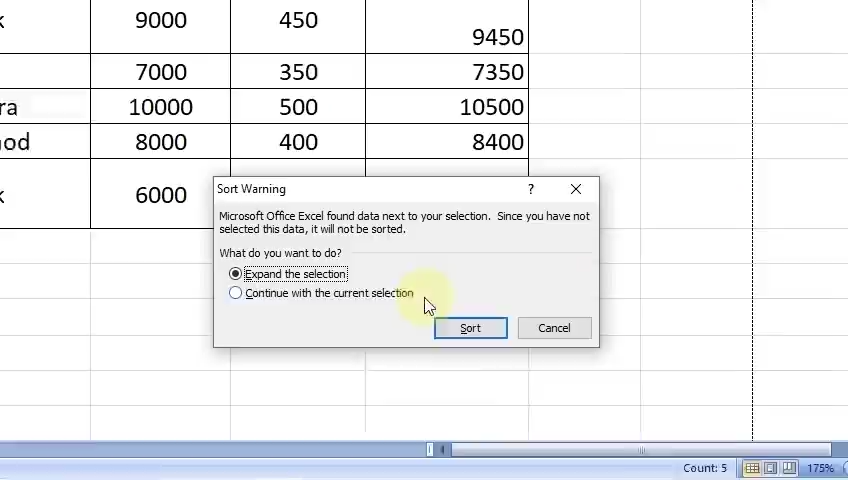 k 9000 450
9450
7000 350 7350
ra 10000 500 10500
od 8000 400 8400
k 6000
Sort Warning ?
Microsoft Office Excel found data next to your selection. Since you have not
selected this data, it will not be sorted.
What do you want to do?
Expand the selection
Continue with the current selection
Sort Cancel
Count: 5 175%